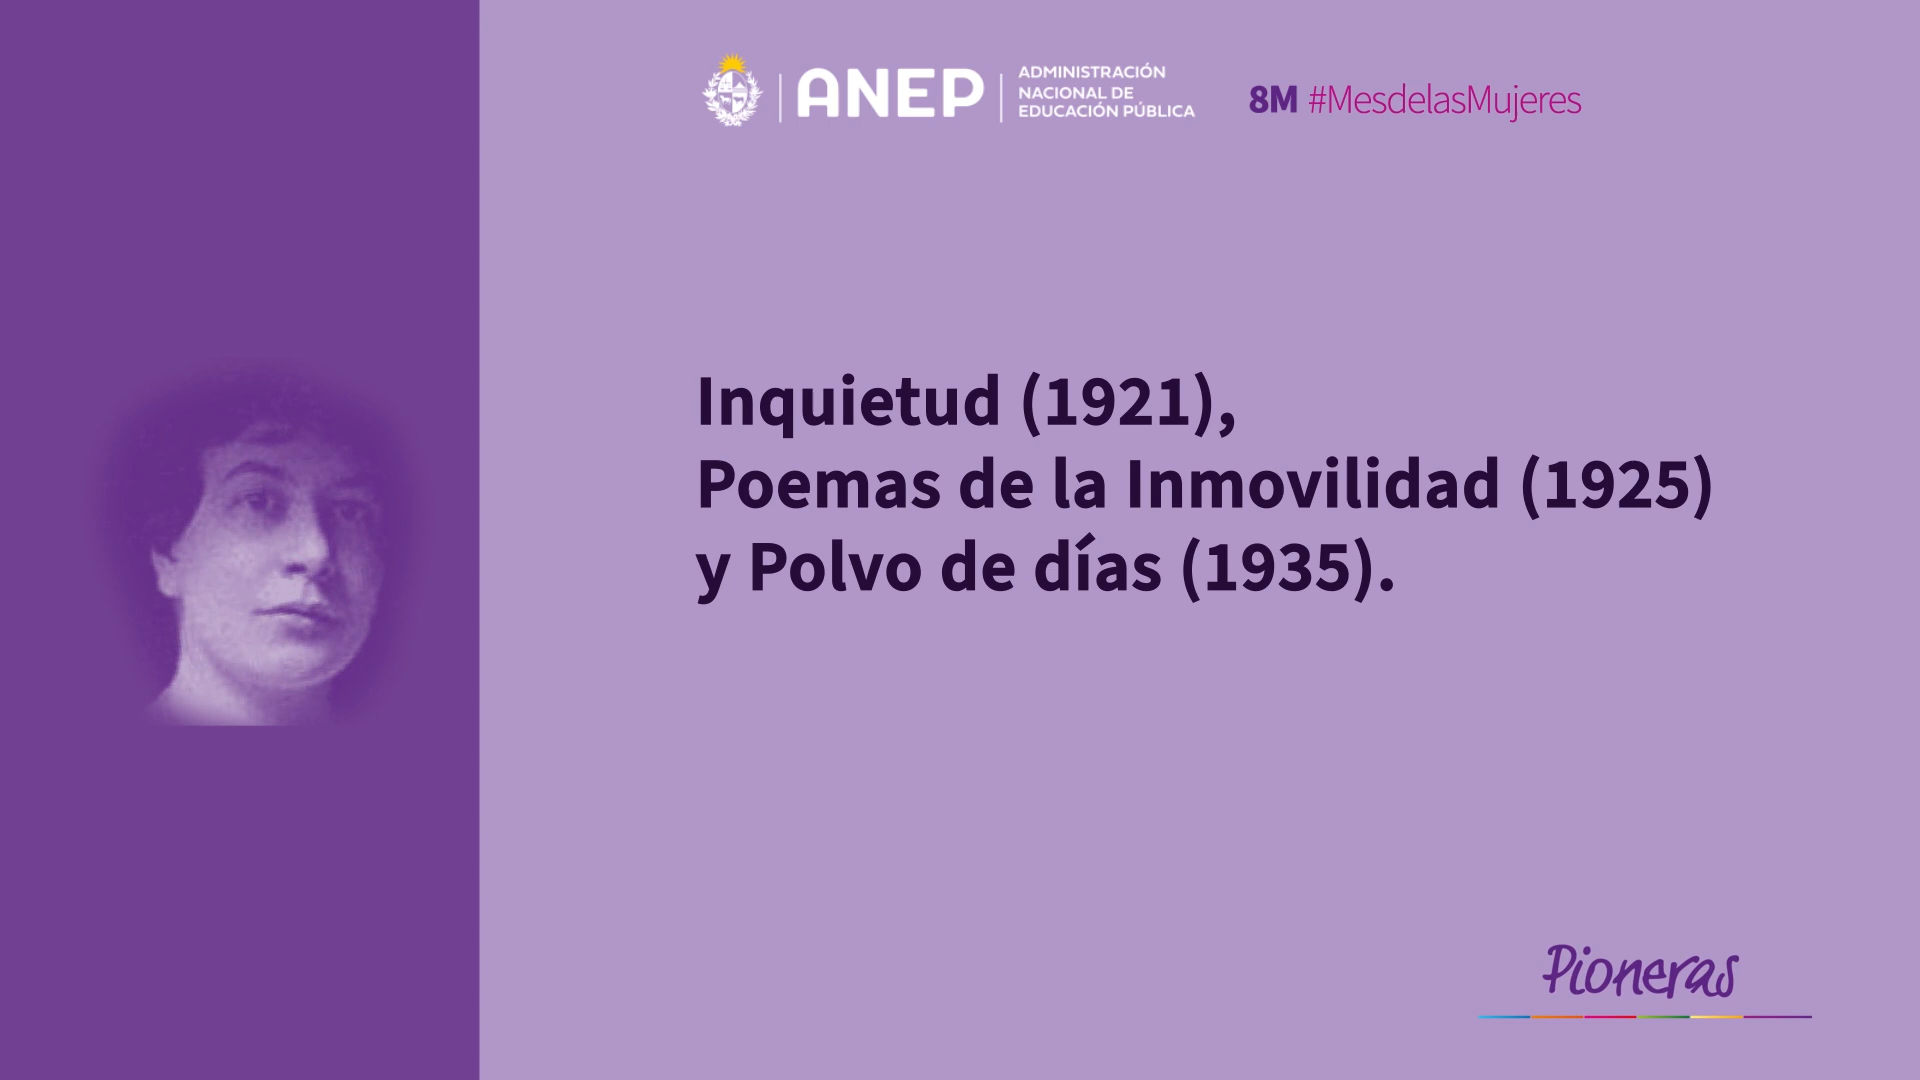 ANEP
ADMINISTRACIÓN
NACIONAL DE
EDUCACIÓN PÚBLICA
8M #MesdelasMujeres
Inquietud (1921),
Poemas de la Inmovilidad (1925)
y Polvo de días (1935).
Pioneras